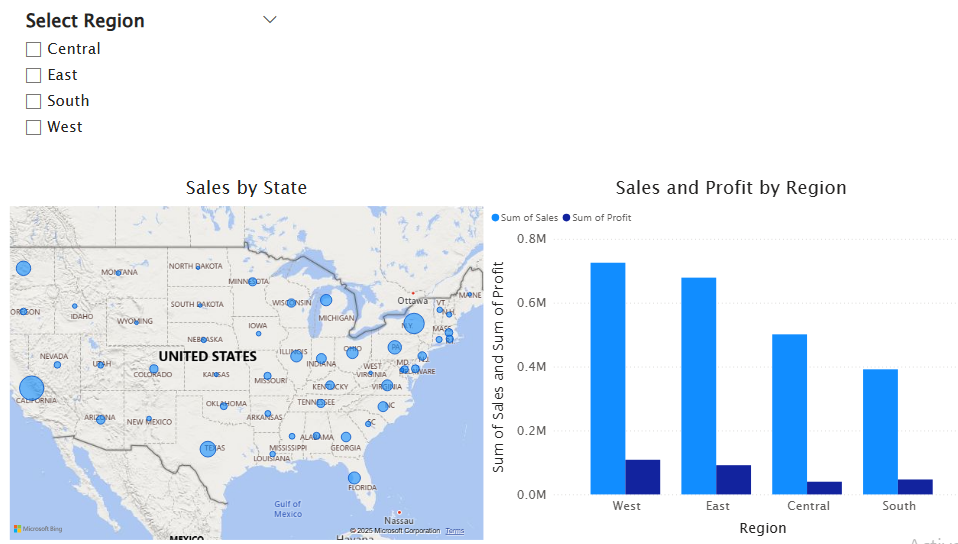 Select Region
Central
East
South
West
Sales by State
Sales and Profit by Region
Sum of Sales Sum of Profit
0.8M
0.6M
0.4M
0.2M
0.0M
Sum of Sales and Sum of Profit
West East Central South
Region
MONTANA
NORTH DAKOTA
MINNESOTA
Ottawa
MAINE
OREGON
IDAHO
WYOMING
SOUTH DAKOTA
WISCONSIN
MICHIGAN
VT.
N.H.
NY
MASS
RI
IOWA
NEBRASKA
NEVADA
UTAH
COLORADO
UNITED STATES
KANSAS
ILLINOIS
INDIANA
OHIO
PA
N.J.
MD
DELAWARE
WEST
VIRGINIA
VIRGINIA
MISSOURI
KENTUCKY
CALIFORNIA
ARIZONA
NEW MEXICO
OKLAHOMA
ARKANSAS
TENNESSEE
NC
SC
TEXAS
LOUISIANA
MISSISSIPPI
ALABAMA
GEORGIA
FLORIDA
Gulf of
Mexico
Nassau
MEXICO
Havana
Microsoft Bing
© 2025 Microsoft Corporation Terms